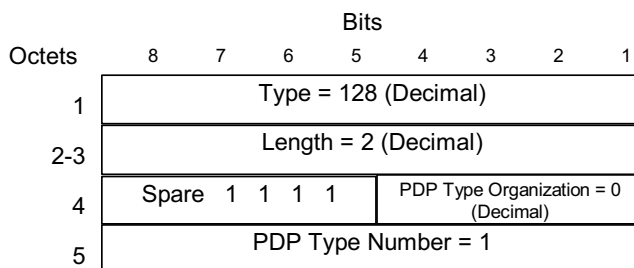 Bits
Octets 8 7 6 5 4 3 2 1
1 Type = 128 (Decimal)
2-3 Length = 2 (Decimal)
4 Spare 1 1 1 1 PDP Type Organization = 0
(Decimal)
5 PDP Type Number = 1